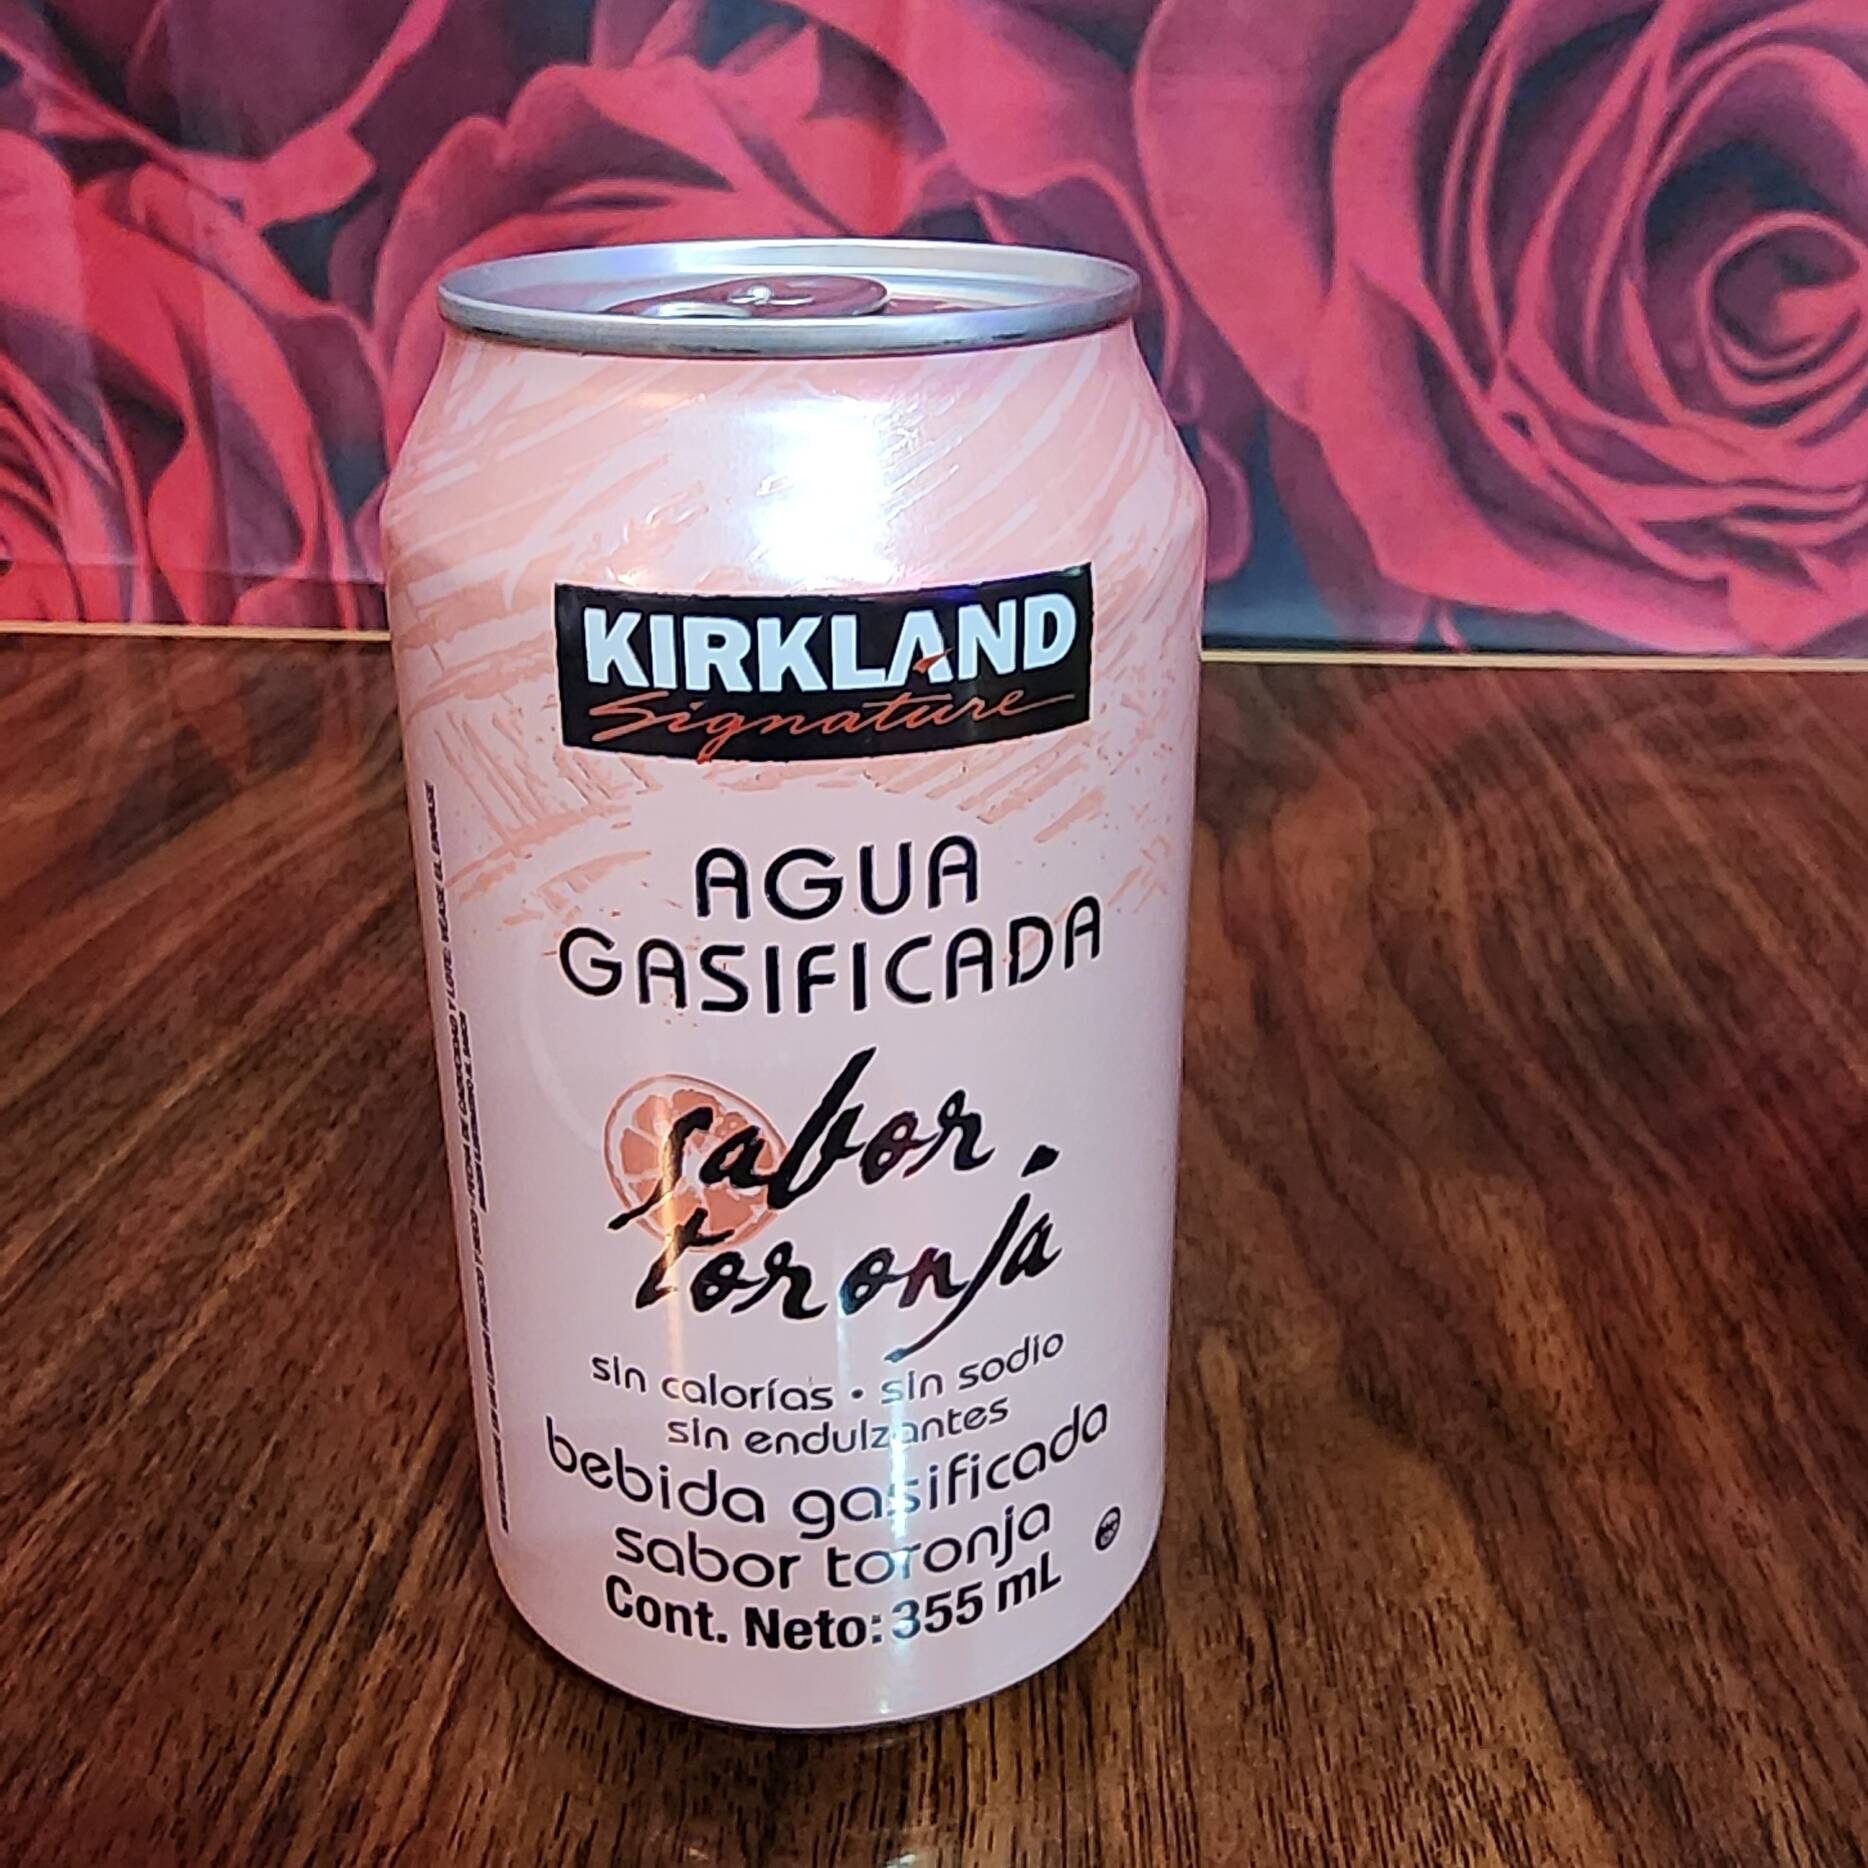 KIRKLAND
Signature
AGUA
GASIFICADA
sabor
toronja
sin calorías • sin sodio
sin endulzantes
bebida gasificada
sabor toronja
Cont. Neto: 355 mL